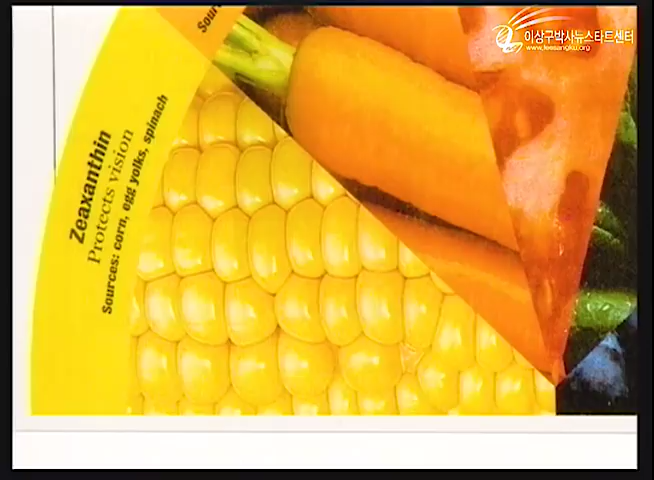 이상구박사뉴스타트센터
www.leesangku.org
Sour
Zeaxanthin
Protects vision
Sources: corn, egg yolks, spinach